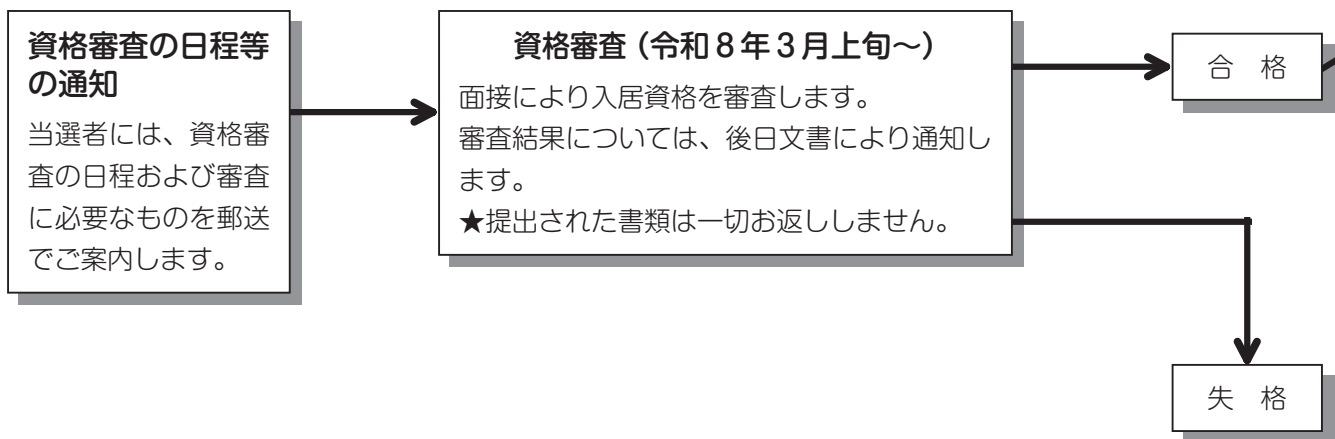 資格審査の日程等
の通知
当選者には、資格審
査の日程および審査
に必要なものを郵送
でご案内します。
資格審査（令和８年３月上旬～）
面接により入居資格を審査します。
審査結果については、後日文書により通知し
ます。
★提出された書類は一切お返ししません。
合　格
失　格